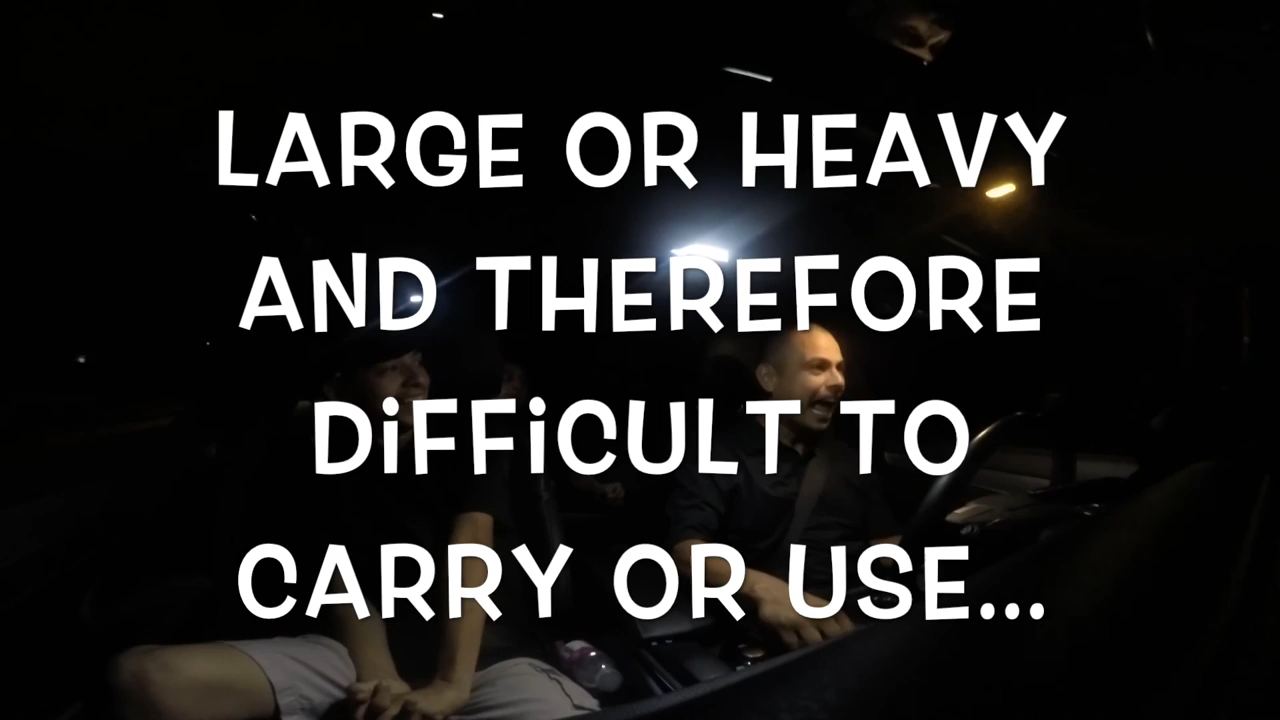 LARGE OR HEAVY
AND THEREFORE
DiFFiCULT TO
CARRY OR USE...